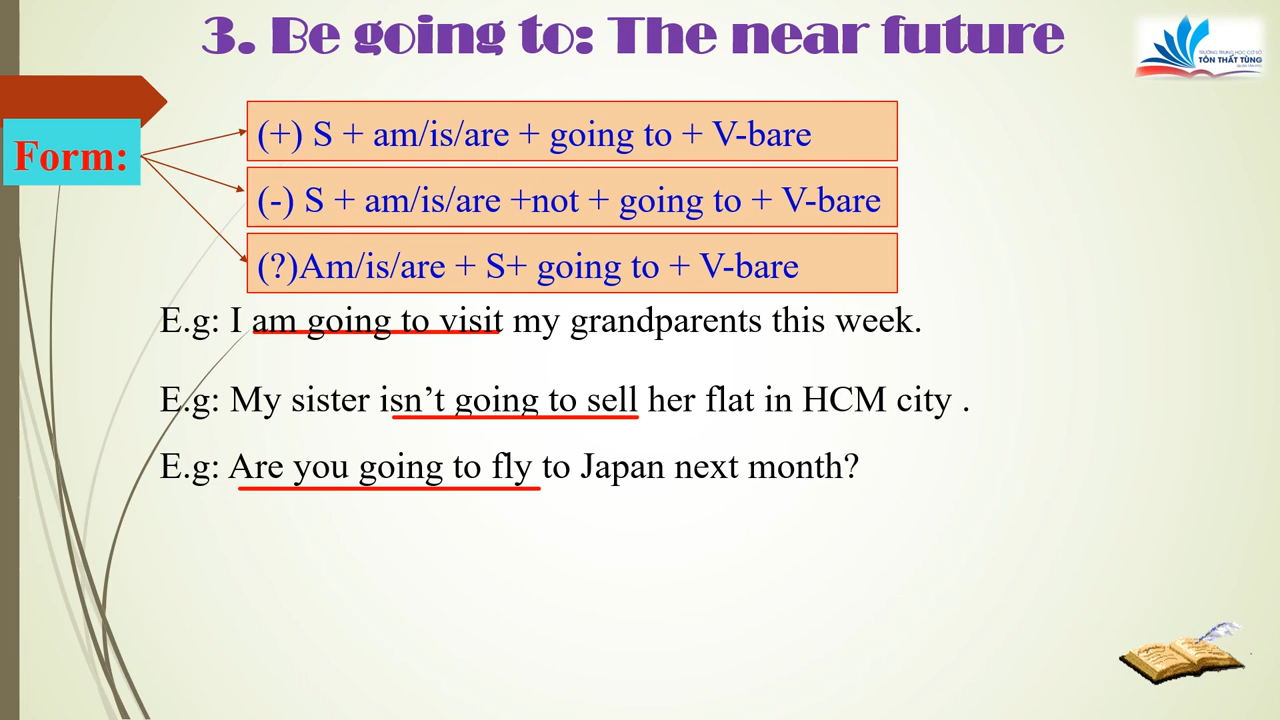 3. Be going to: The near future
TRƯỜNG TRUNG HỌC CƠ SỞ
TÔN THẤT TÙNG
Form:
(+) S + am/is/are + going to + V-bare
(-) S + am/is/are +not + going to + V-bare
(?)Am/is/are + S+ going to + V-bare
E.g: I am going to visit my grandparents this week.
E.g: My sister isn’t going to sell her flat in HCM city .
E.g: Are you going to fly to Japan next month?